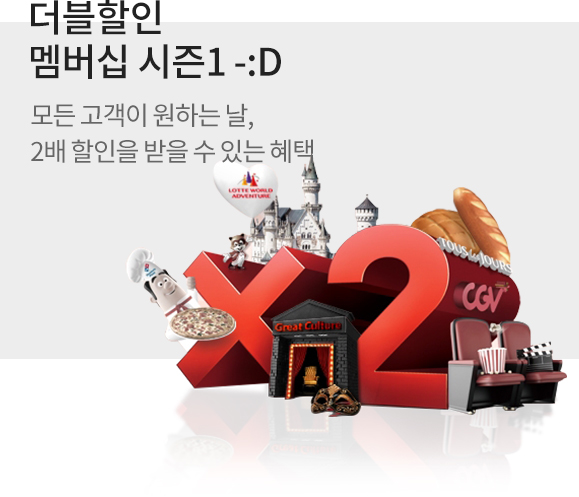 더블할인
멤버십 시즌1 -:D
모든 고객이 원하는 날,
2배 할인을 받을 수 있는 혜택
LOTTE WORLD
ADVENTURE
TOUS les JOURS
X2
CGV
Great Culture